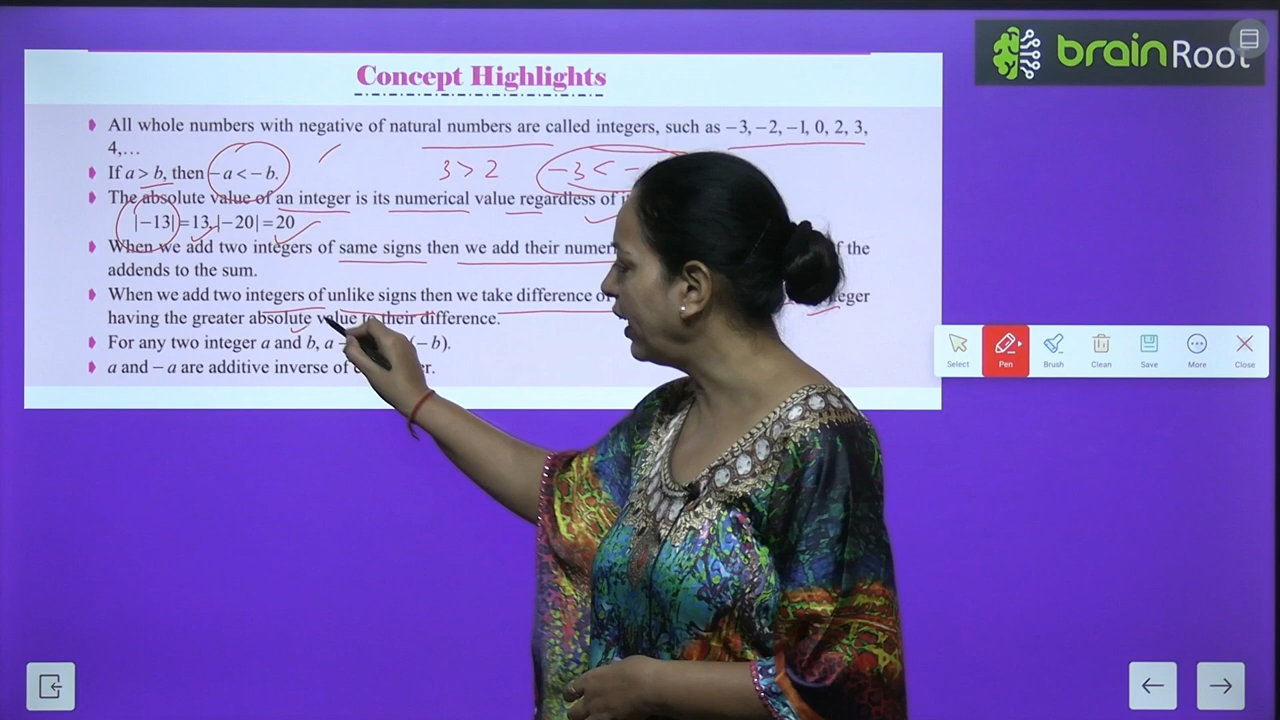 brainRoot
Concept Highlights
All whole numbers with negative of natural numbers are called integers, such as −3, −2, −1, 0, 2, 3,
4,…
If a > b, then −a < −b.
3 > 2 −3 < −
The absolute value of an integer is its numerical value regardless of
|−13| = 13, |−20| = 20
When we add two integers of same signs then we add their numer f the
addends to the sum.
When we add two integers of unlike signs then we take difference o eger
having the greater absolute value to their difference.
For any two integer a and b, a − (− b).
a and − a are additive inverse of r.
Select Pen Brush Clean Save More Close